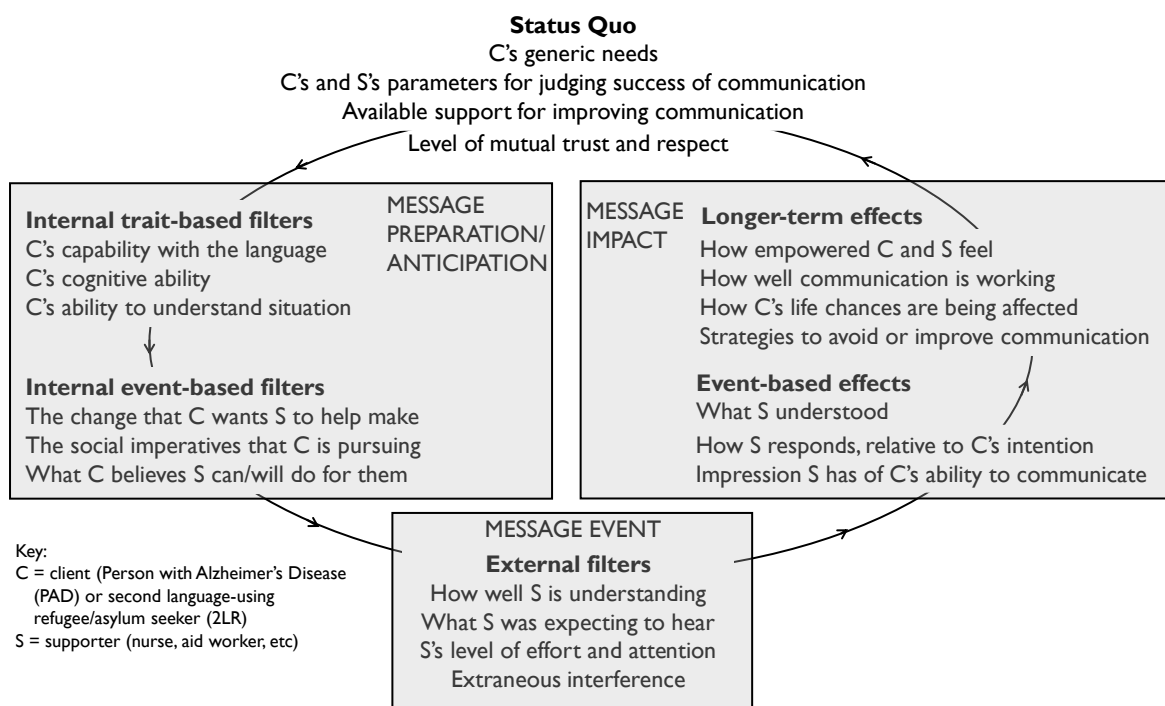 Status Quo
C's generic needs
C's and S's parameters for judging success of communication
Available support for improving communication
Level of mutual trust and respect
Internal trait-based filters
C's capability with the language
C's cognitive ability
C's ability to understand situation
MESSAGE
PREPARATION/
ANTICIPATION
Internal event-based filters
The change that C wants S to help make
The social imperatives that C is pursuing
What C believes S can/will do for them
MESSAGE
IMPACT
Longer-term effects
How empowered C and S feel
How well communication is working
How C's life chances are being affected
Strategies to avoid or improve communication
Event-based effects
What S understood
How S responds, relative to C's intention
Impression S has of C's ability to communicate
MESSAGE EVENT
External filters
How well S is understanding
What S was expecting to hear
S's level of effort and attention
Extraneous interference
Key:
C = client (Person with Alzheimer's Disease
(PAD) or second language-using
refugee/asylum seeker (2LR)
S = supporter (nurse, aid worker, etc)